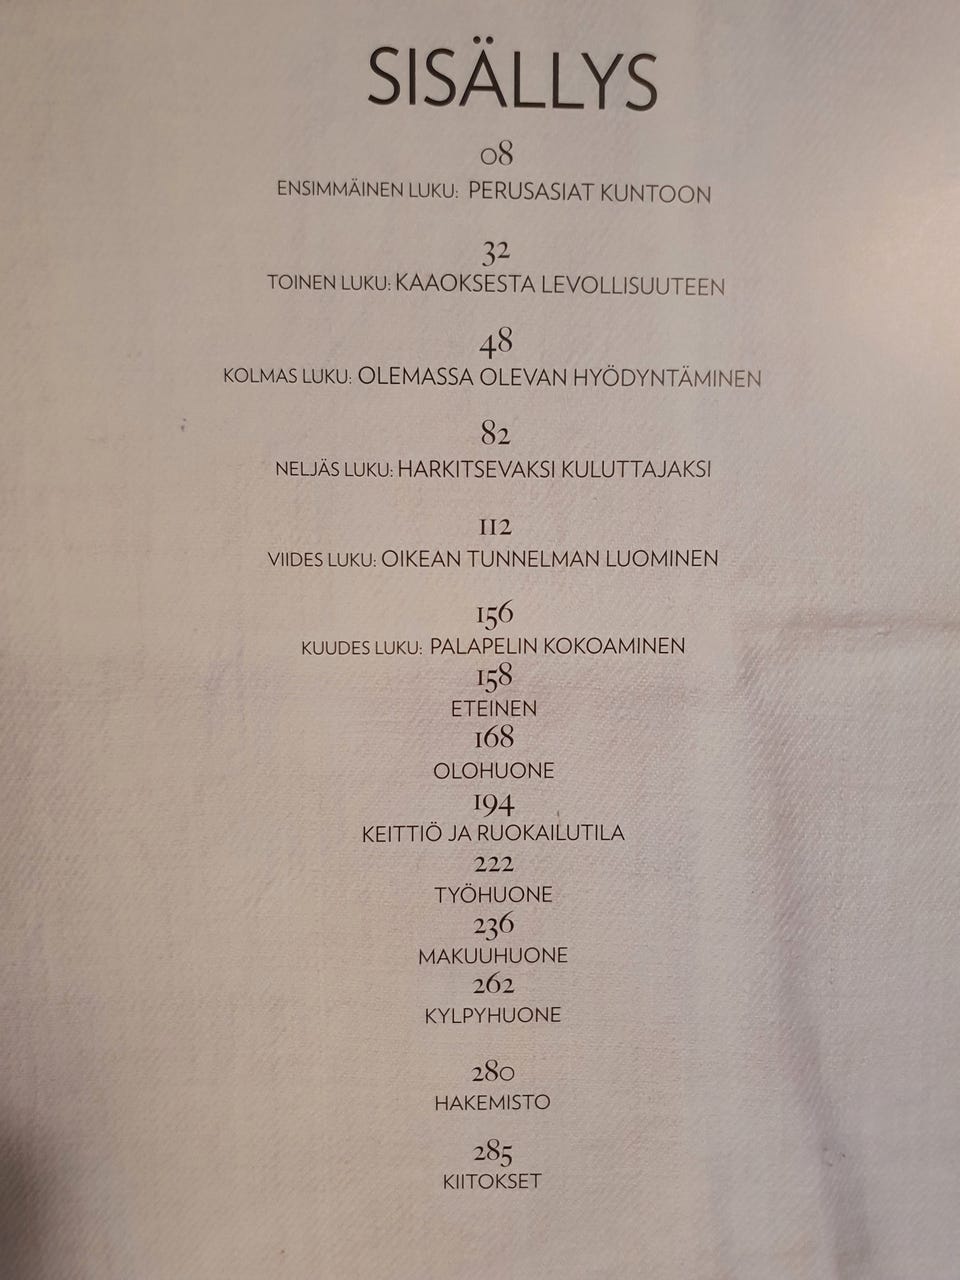 SISÄLLYS
08
ENSIMMÄINEN LUKU: PERUSASIAT KUNTOON
32
TOINEN LUKU: KAAOKSESTA LEVOLLISUUTEEN
48
KOLMAS LUKU: OLEMASSA OLEVAN HYÖDYNTÄMINEN
82
NELJÄS LUKU: HARKITSEVAKSI KULUTTAJAKSI
112
VIIDES LUKU: OIKEAN TUNNELMAN LUOMINEN
156
KUUDES LUKU: PALAPELIN KOKOAMINEN
158
ETEINEN
168
OLOHUONE
194
KEITTIÖ JA RUOKAILUTILA
222
TYÖHUONE
236
MAKUUHUONE
262
KYLPYHUONE
280
HAKEMISTO
285
KIITOKSET